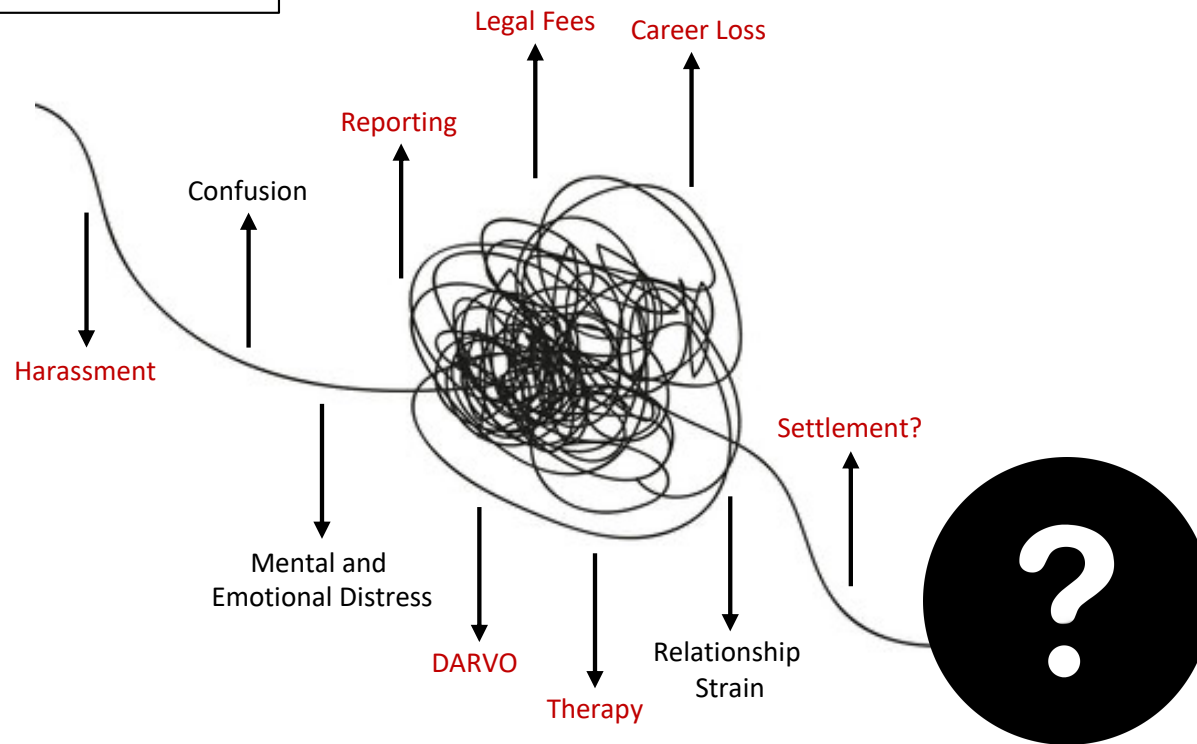 Legal Fees
Career Loss
Reporting
Confusion
Harassment
Settlement?
Mental and
Emotional Distress
DARVO
Relationship
Strain
Therapy
?